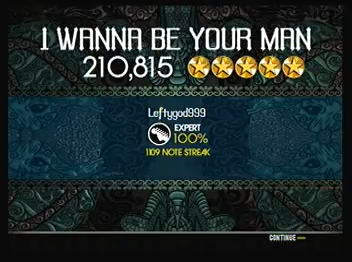 I WANNA BE YOUR MAN
210,815
Leftygod999
EXPERT
100%
1109 NOTE STREAK
CONTINUE